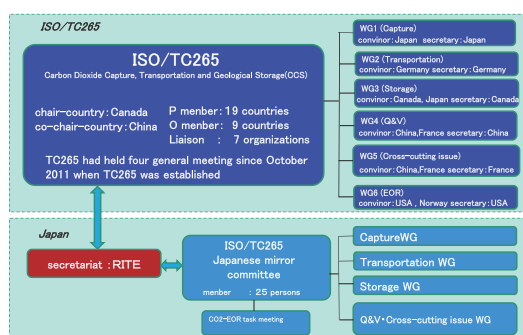 ISO/TC265
ISO/TC265
Carbon Dioxide Capture, Transportation and Geological Storage(CCS)
chair-country:Canada
co-chair-country:China
P menber:19 countries
O menber: 9 countries
Liaison : 7 organizations
TC265 had held four general meeting since October
2011 when TC265 was established
WG1 (Capture)
convinor:Japan secretary:Japan
WG2 (Transportation)
convinor:Germany secretary:Germany
WG3 (Storage)
convinor:Canada, Japan secretary:Canada
WG4 (Q&V)
convinor:China,France secretary:China
WG5 (Cross-cutting issue)
convinor:China,France secretary:France
WG6 (EOR)
convinor:USA , Norway secretary:USA
Japan
secretariat :RITE
ISO/TC265
Japanese mirror
committee
menber : 25 persons
CO2-EOR task meeting
CaptureWG
Transportation WG
Storage WG
Q&V・Cross-cutting issue WG